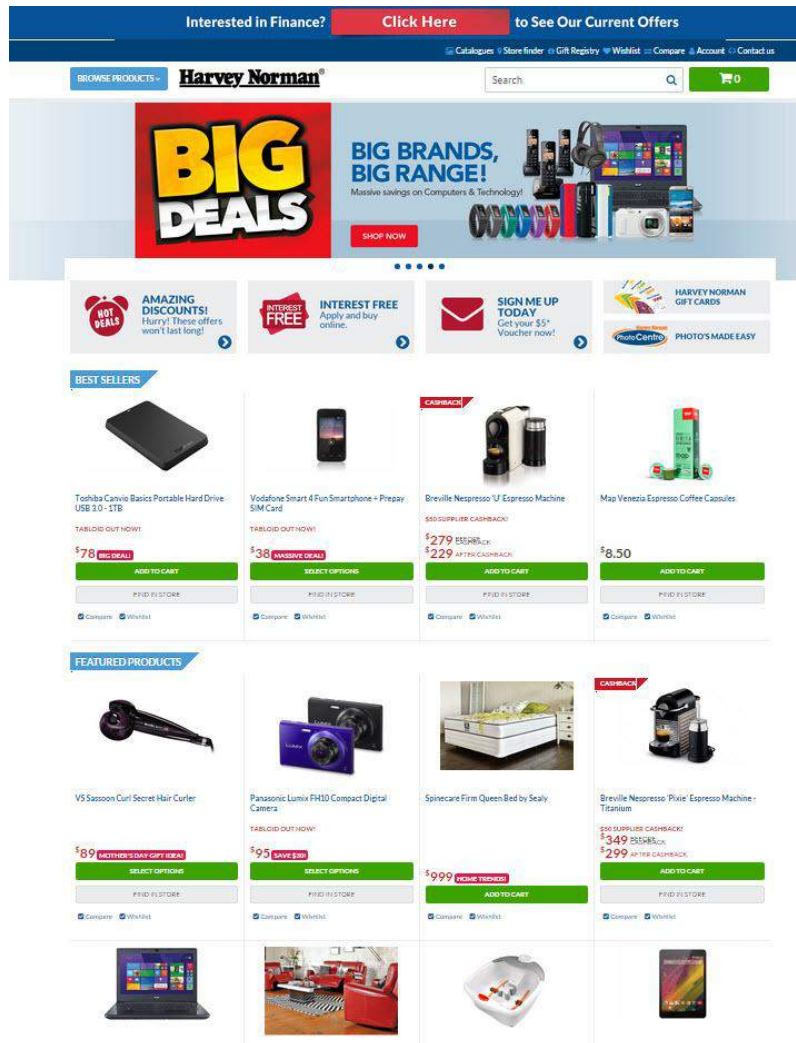 Interested in Finance? Click Here to See Our Current Offers
Catalogues Store finder Gift Registry Wishlist Compare Account Contact us
BROWSE PRODUCTS Harvey Norman® Search 0
BIG DEALS
BIG BRANDS,
BIG RANGE!
Massive savings on Computers & Technology!
SHOP NOW
HOT DEALS
AMAZING
DISCOUNTS!
Hurry! These offers
won't last long!
INTEREST FREE
INTEREST FREE
Apply and buy
online.
SIGN ME UP
TODAY
Get your $5*
Voucher now!
HARVEY NORMAN
GIFT CARDS
Harvey Norman
PhotoCentre
PHOTO'S MADE EASY
BEST SELLERS
CASHBACK
Toshiba Canvio Basics Portable Hard Drive
USB 3.0 - 1TB
TABLOID OUT NOW!
$78 BIG DEAL!
ADD TO CART
FIND IN STORE
Compare Wishlist
Vodafone Smart 4 Fun Smartphone + Prepay
SIM Card
TABLOID OUT NOW!
$38 MASSIVE DEAL!
SELECT OPTIONS
FIND IN STORE
Compare Wishlist
Breville Nespresso 'U' Espresso Machine
$50 SUPPLIER CASHBACK!
$279 BEFORE CASHBACK
$229 AFTER CASHBACK
ADD TO CART
FIND IN STORE
Compare Wishlist
Map Venezia Espresso Coffee Capsules
$8.50
ADD TO CART
FIND IN STORE
Compare Wishlist
FEATURED PRODUCTS
CASHBACK
LUMIX
VS Sassoon Curl Secret Hair Curler
$89 MOTHER'S DAY GIFT IDEA!
SELECT OPTIONS
FIND IN STORE
Compare Wishlist
Panasonic Lumix FH10 Compact Digital
Camera
TABLOID OUT NOW!
$95 SAVE $30!
SELECT OPTIONS
FIND IN STORE
Compare Wishlist
Spinecare Firm Queen Bed by Sealy
$999 HOME TRENDS!
ADD TO CART
FIND IN STORE
Compare Wishlist
Breville Nespresso 'Pixie' Espresso Machine -
Titanium
$50 SUPPLIER CASHBACK!
$349 BEFORE CASHBACK
$299 AFTER CASHBACK
ADD TO CART
FIND IN STORE
Compare Wishlist